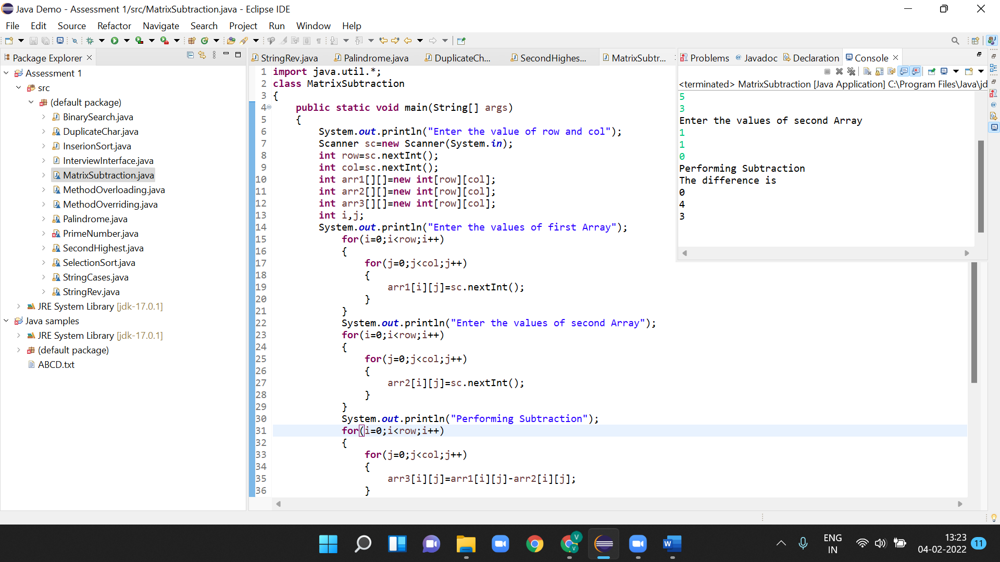 Java Demo - Assessment 1/src/MatrixSubtraction.java - Eclipse IDE
File Edit Source Refactor Navigate Search Project Run Window Help
Package Explorer
Assessment 1
src
(default package)
BinarySearch.java
DuplicateChar.java
InserionSort.java
InterviewInterface.java
MatrixSubtraction.java
MethodOverloading.java
MethodOverriding.java
Palindrome.java
PrimeNumber.java
SecondHighest.java
SelectionSort.java
StringCases.java
StringRev.java
JRE System Library [jdk-17.0.1]
Java samples
JRE System Library [jdk-17.0.1]
(default package)
ABCD.txt
StringRev.java Palindrome.java DuplicateCh... SecondHighes... MatrixSubtr...
1 import java.util.*;
2 class MatrixSubtraction
3 {
4 public static void main(String[] args)
5 {
6 System.out.println("Enter the value of row and col");
7 Scanner sc=new Scanner(System.in);
8 int row=sc.nextInt();
9 int col=sc.nextInt();
10 int arr1[][]=new int[row][col];
11 int arr2[][]=new int[row][col];
12 int arr3[][]=new int[row][col];
13 int i,j;
14 System.out.println("Enter the values of first Array");
15 for(i=0;i<row;i++)
16 {
17 for(j=0;j<col;j++)
18 {
19 arr1[i][j]=sc.nextInt();
20 }
21 }
22 System.out.println("Enter the values of second Array");
23 for(i=0;i<row;i++)
24 {
25 for(j=0;j<col;j++)
26 {
27 arr2[i][j]=sc.nextInt();
28 }
29 }
30 System.out.println("Performing Subtraction");
31 for(i=0;i<row;i++)
32 {
33 for(j=0;j<col;j++)
34 {
35 arr3[i][j]=arr1[i][j]-arr2[i][j];
36 }
Problems Javadoc Declaration Console
<terminated> MatrixSubtraction [Java Application] C:\Program Files\Java\jd
5
3
Enter the values of second Array
1
1
0
Performing Subtraction
The difference is
0
4
3
ENG
IN
13:23
04-02-2022
11